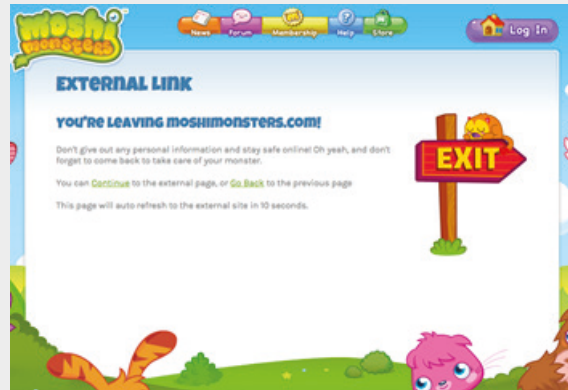 moshi monsters
News Forum Membership Help Store
Log In
EXTERNAL LINK
YOU'RE LEAVING MOSHIMONSTERS.COM!
Don't give out any personal information and stay safe online! Oh yeah, and don't
forget to come back to take care of your monster.
You can Continue to the external page, or Go Back to the previous page
This page will auto refresh to the external site in 10 seconds.
EXIT